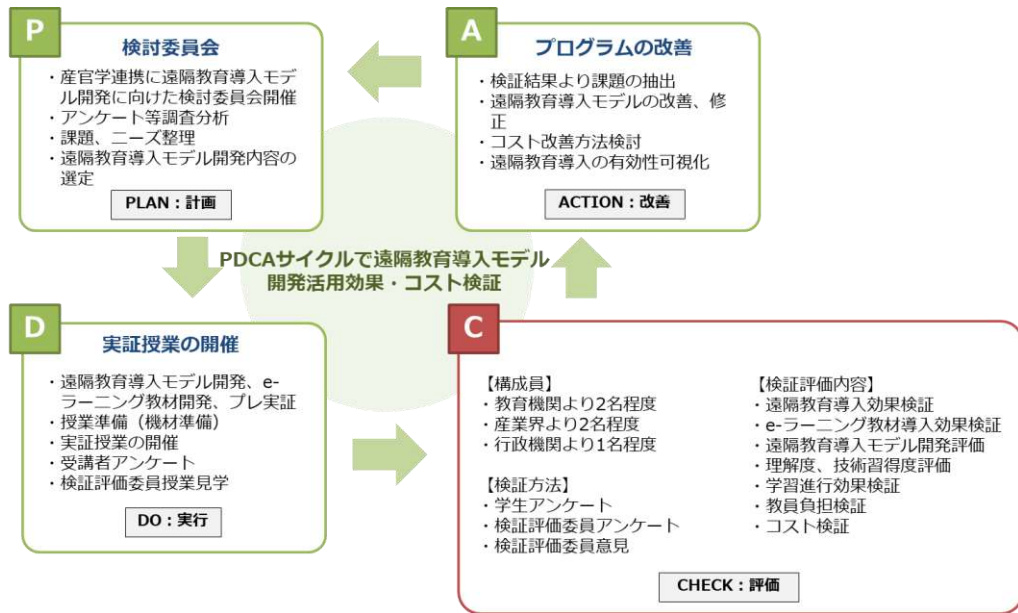 P
検討委員会
・産官学連携に遠隔教育導入モデ
ル開発に向けた検討委員会開催
・アンケート等調査分析
・課題、ニーズ整理
・遠隔教育導入モデル開発内容の
選定
PLAN：計画
A
プログラムの改善
・検証結果より課題の抽出
・遠隔教育導入モデルの改善、修
正
・コスト改善方法検討
・遠隔教育導入の有効性可視化
ACTION：改善
PDCAサイクルで遠隔教育導入モデル
開発活用効果・コスト検証
D
実証授業の開催
・遠隔教育導入モデル開発、e-
ラーニング教材開発、プレ実証
・授業準備（機材準備）
・実証授業の開催
・受講者アンケート
・検証評価委員授業見学
DO：実行
C
【構成員】
・教育機関より2名程度
・産業界より2名程度
・行政機関より1名程度
【検証方法】
・学生アンケート
・検証評価委員アンケート
・検証評価委員意見
【検証評価内容】
・遠隔教育導入効果検証
・e-ラーニング教材導入効果検証
・遠隔教育導入モデル開発評価
・理解度、技術習得度評価
・学習進行効果検証
・教員負担検証
・コスト検証
CHECK：評価